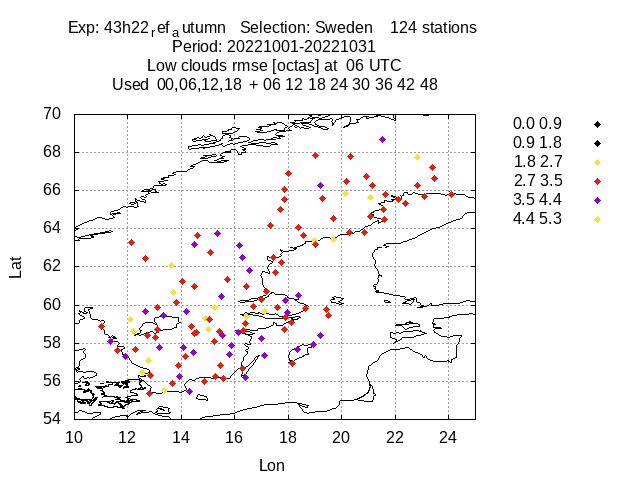 Exp: 43h22refautumn Selection: Sweden 124 stations
Period: 20221001-20221031
Low clouds rmse [octas] at 06 UTC
Used 00,06,12,18 + 06 12 18 24 30 36 42 48
70
68
66
64
62
60
58
56
54
Lat
10 12 14 16 18 20 22 24
Lon
0.0 0.9
0.9 1.8
1.8 2.7
2.7 3.5
3.5 4.4
4.4 5.3